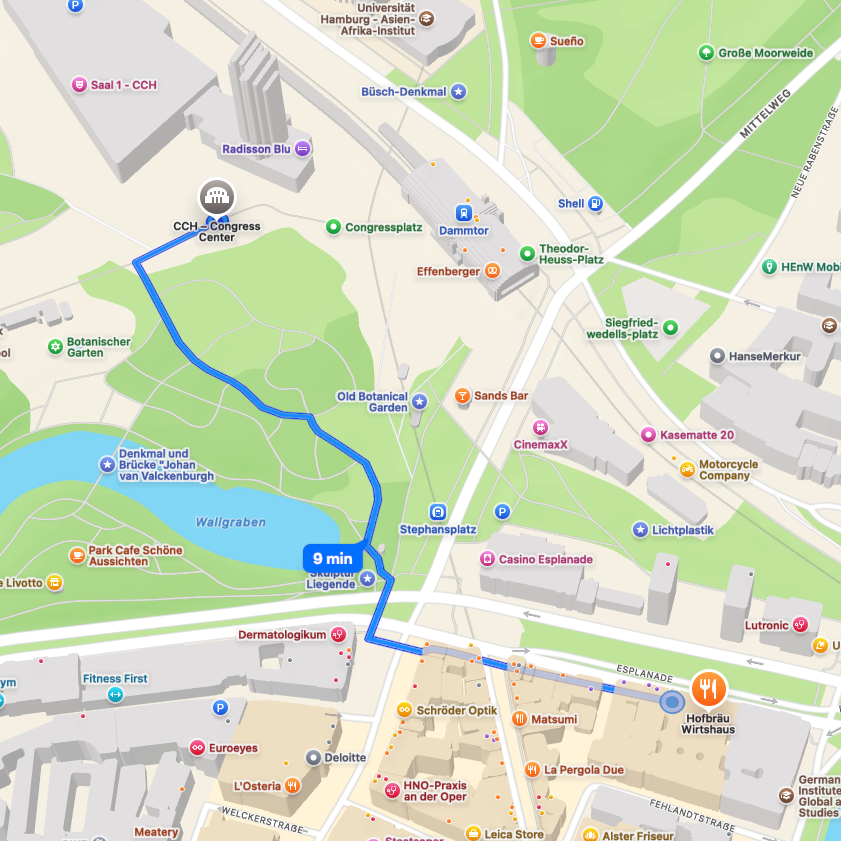 P
Universität
Hamburg - Asien-
Afrika-Institut
Sueño
Große Moorweide
Saal 1 - CCH
Büsch-Denkmal
MITTELWEG
NEUE RABENSTRAßE
Radisson Blu
CCH – Congress
Center
Congressplatz
Dammtor
Shell
Theodor-
Heuss-Platz
Effenberger
HEnW Mobi
Siegfried-
wedells-platz
Botanischer
Garten
ool
HanseMerkur
Old Botanical
Garden
Sands Bar
CinemaxX
Kasematte 20
Denkmal und
Brücke "Johan
van Valckenburgh
Motorcycle
Company
Wallgraben
Stephansplatz
P
Lichtplastik
Park Cafe Schöne
Aussichten
9 min
Casino Esplanade
e Livotto
Skulptur
Liegende
Dermatologikum
Lutronic
U
ym
Fitness First
ESPLANADE
P
Schröder Optik
Matsumi
Hofbräu
Wirtshaus
Euroeyes
Deloitte
La Pergola Due
L'Osteria
HNO-Praxis
an der Oper
German
Institute
Global a
Studies
WELCKERSTRAßE
FEHLANDTSTRAßE
Meatery
Leica Store
Alster Friseur